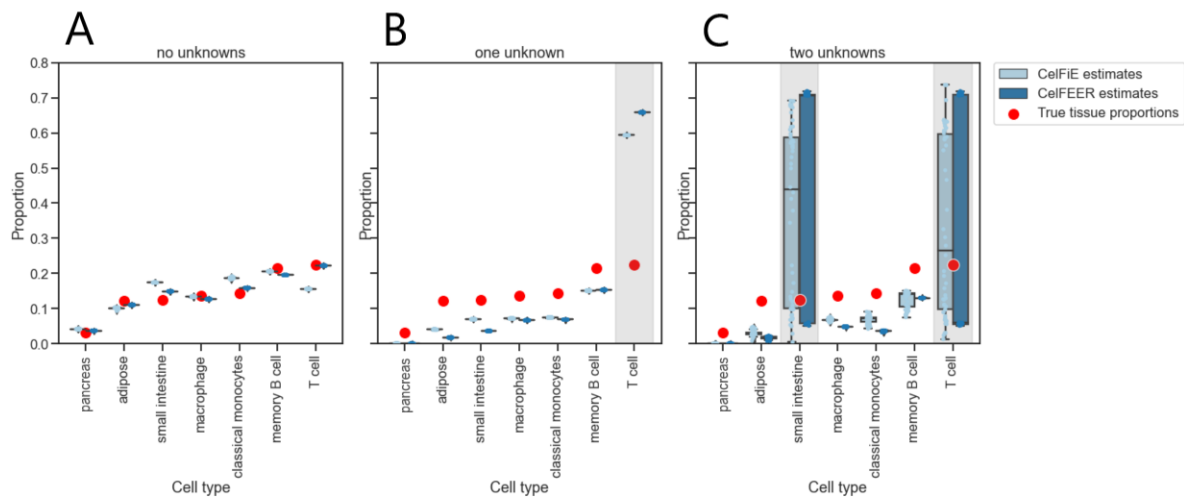 A
B
C
no unknowns
one unknown
two unknowns
0.8
0.7
0.6
0.5
0.4
0.3
0.2
0.1
0.0
Proportion
Proportion
Proportion
pancreas
adipose
small intestine
macrophage
classical monocytes
memory B cell
T cell
Cell type
pancreas
adipose
small intestine
macrophage
classical monocytes
memory B cell
T cell
Cell type
pancreas
adipose
small intestine
macrophage
classical monocytes
memory B cell
T cell
Cell type
CelFiE estimates
CelFEER estimates
True tissue proportions